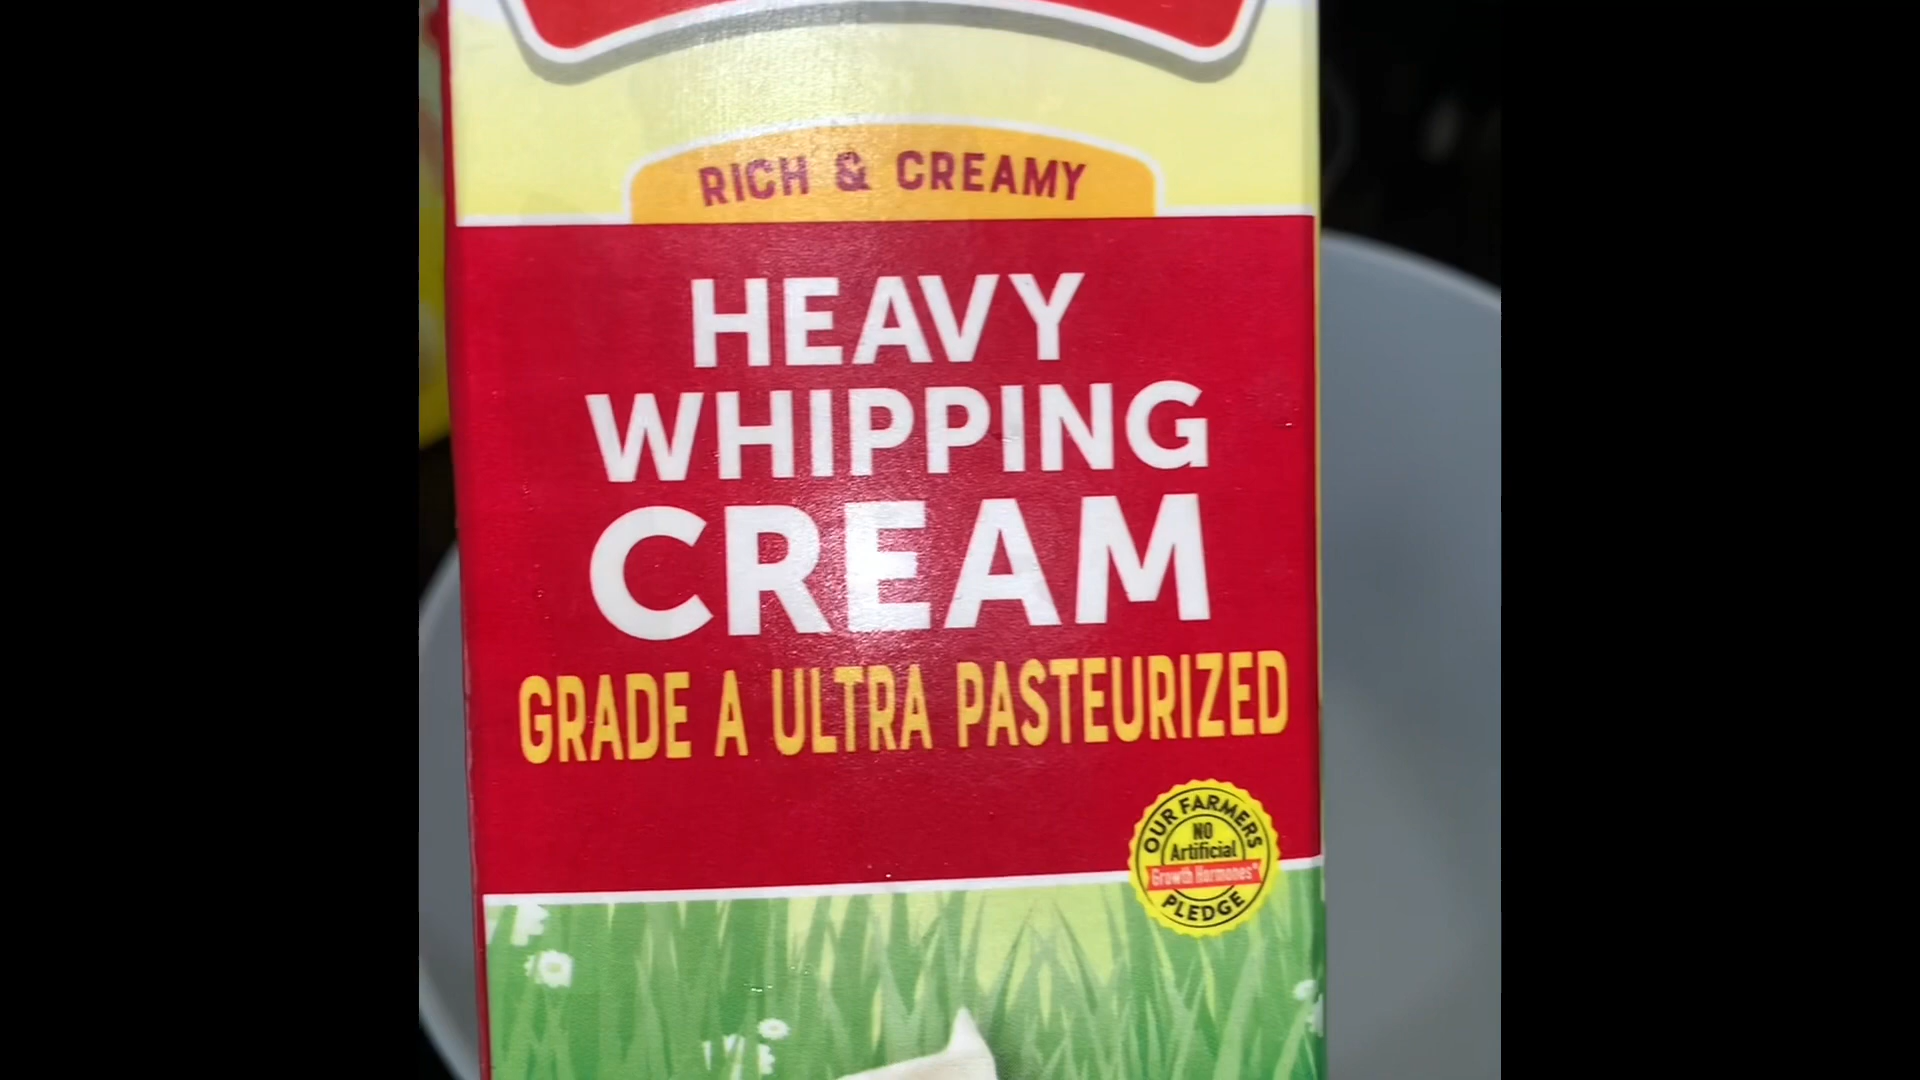 RICH & CREAMY
HEAVY
WHIPPING
CREAM
GRADE A ULTRA PASTEURIZED
OUR FARMERS
NO
Artificial
Growth Hormones*
PLEDGE